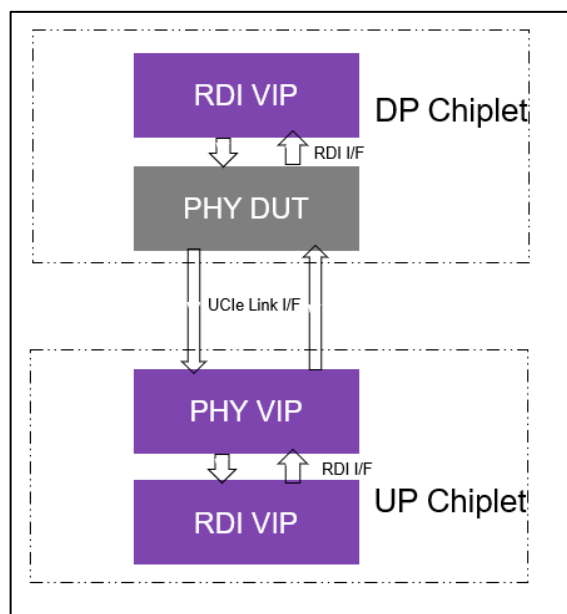 RDI VIP
DP Chiplet
RDI I/F
PHY DUT
UCIe Link I/F
PHY VIP
RDI I/F
UP Chiplet
RDI VIP